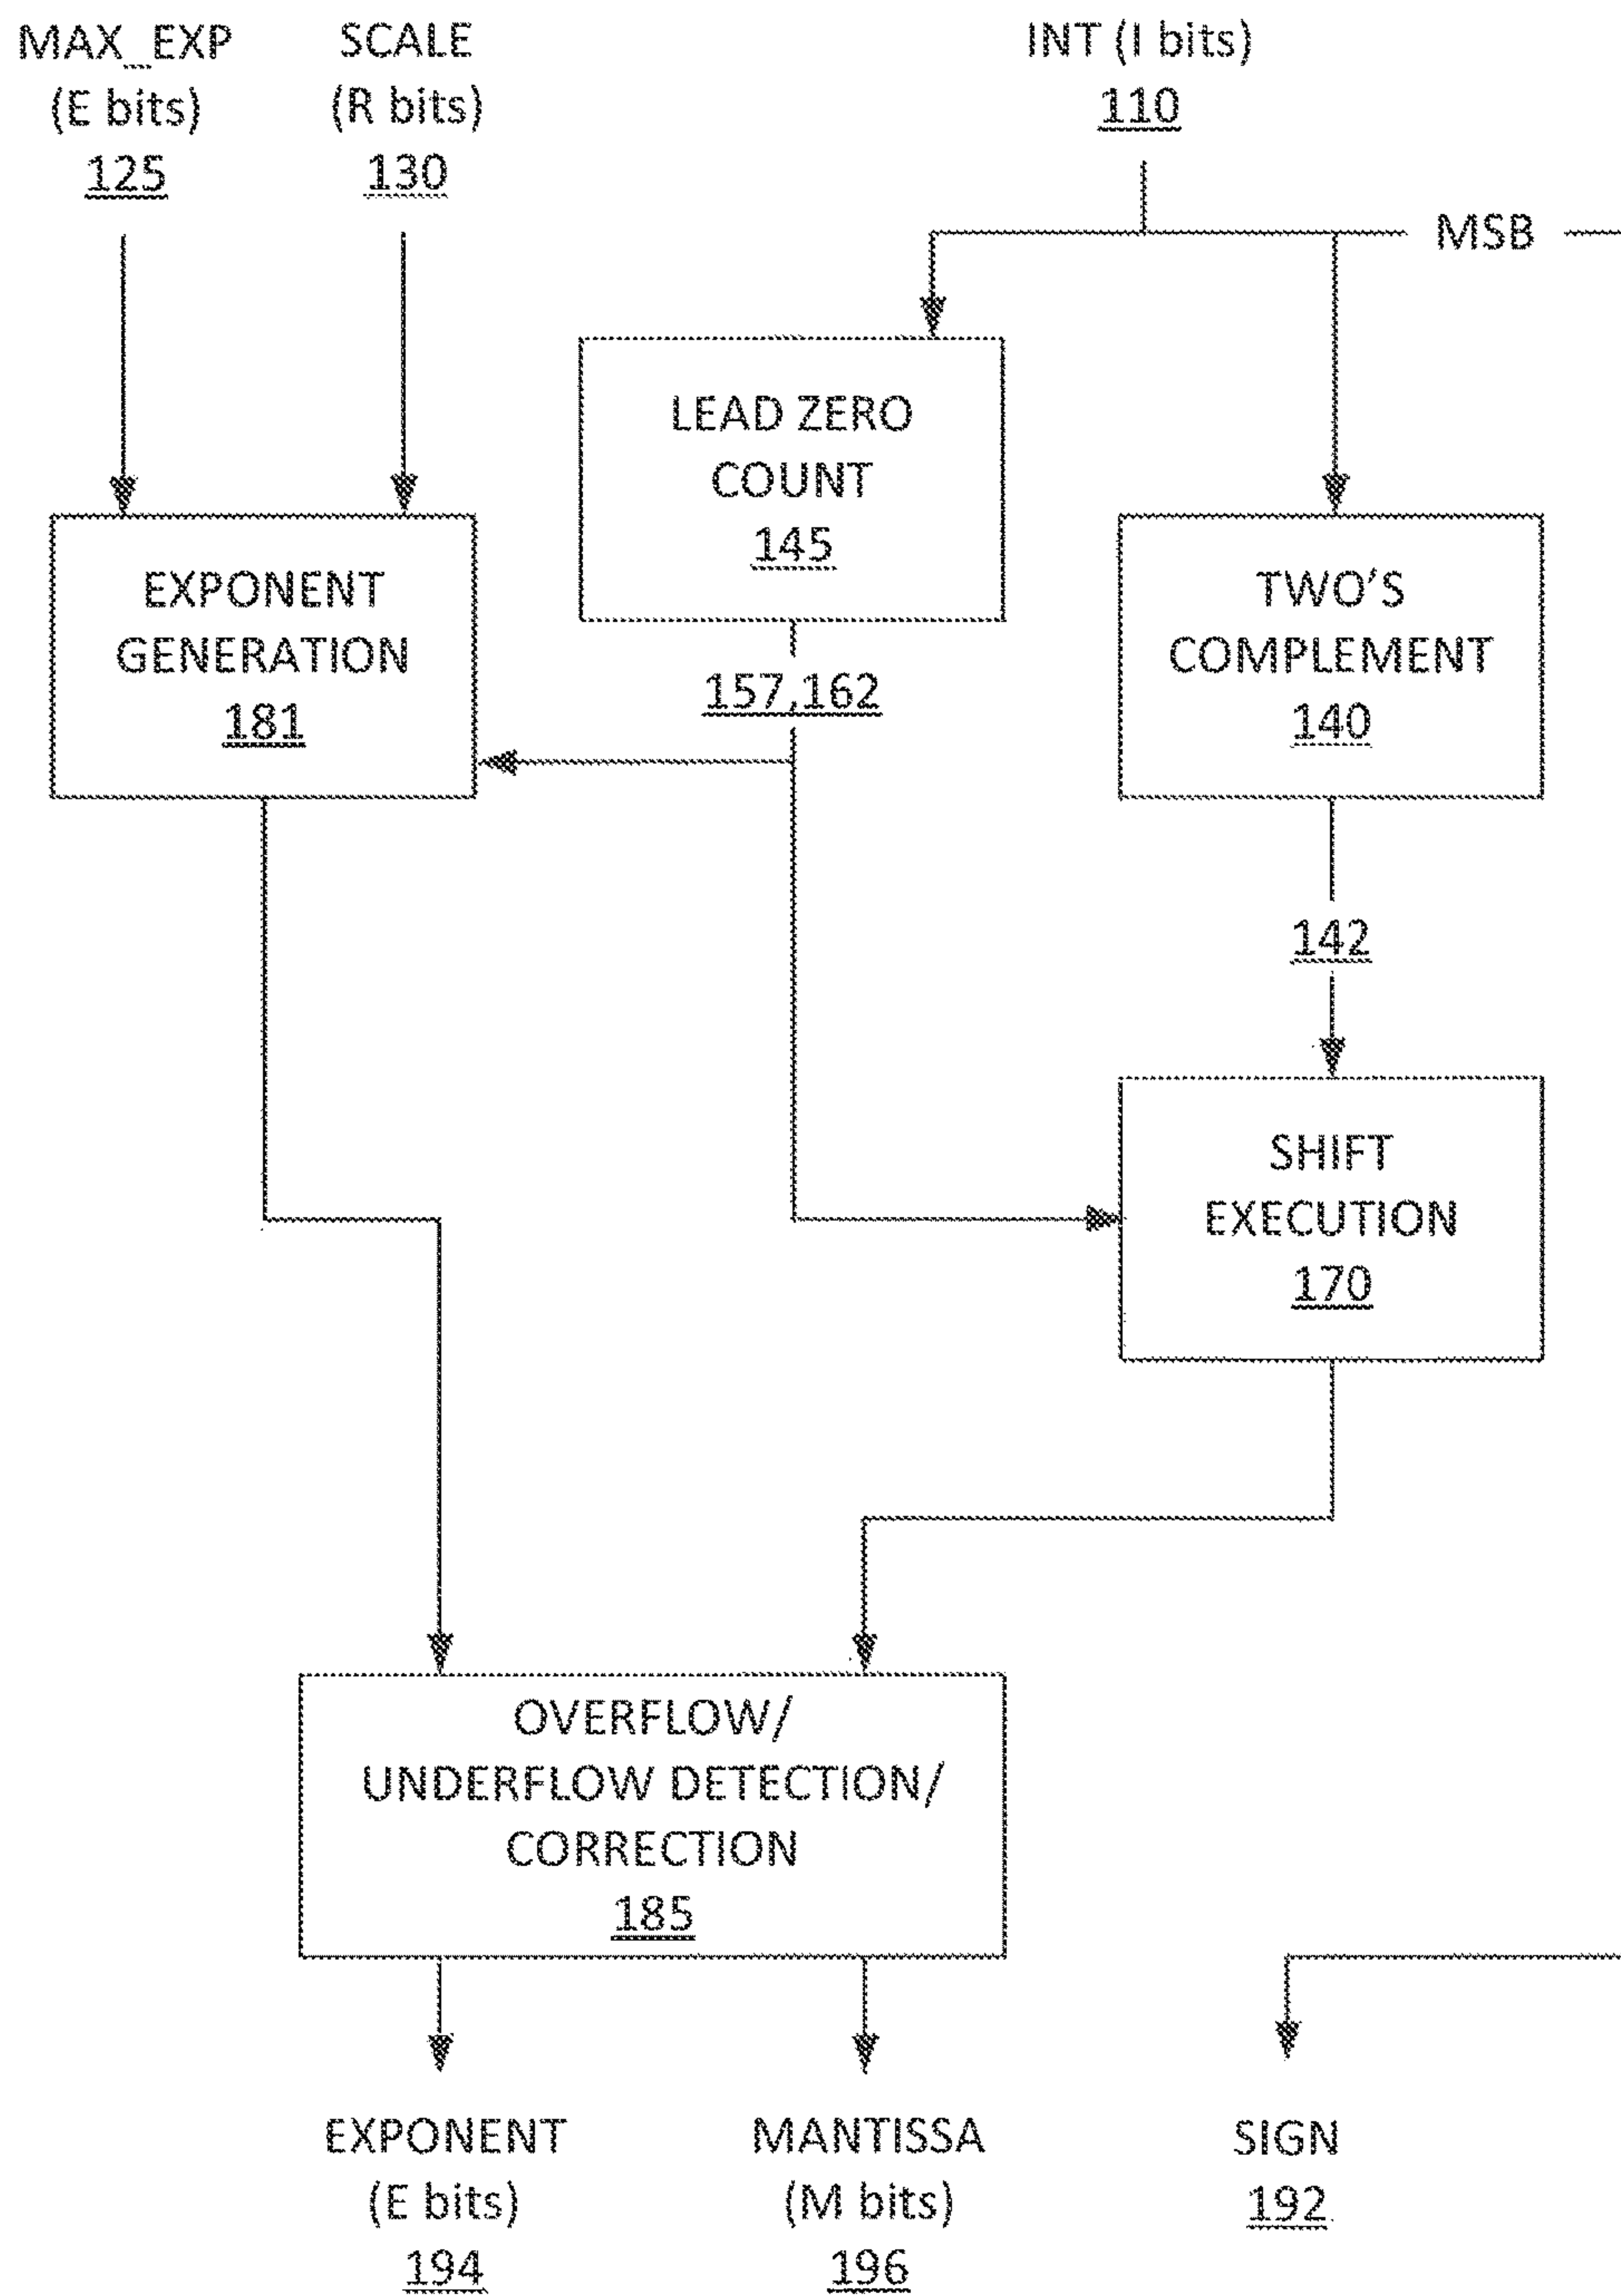 MAX_EXP
(E bits)
125
SCALE
(R bits)
130
INT (I bits)
110
MSB
LEAD ZERO
COUNT
145
EXPONENT
GENERATION
181
TWO'S
COMPLEMENT
140
157,162
142
SHIFT
EXECUTION
170
OVERFLOW/
UNDERFLOW DETECTION/
CORRECTION
185
EXPONENT
(E bits)
194
MANTISSA
(M bits)
196
SIGN
192